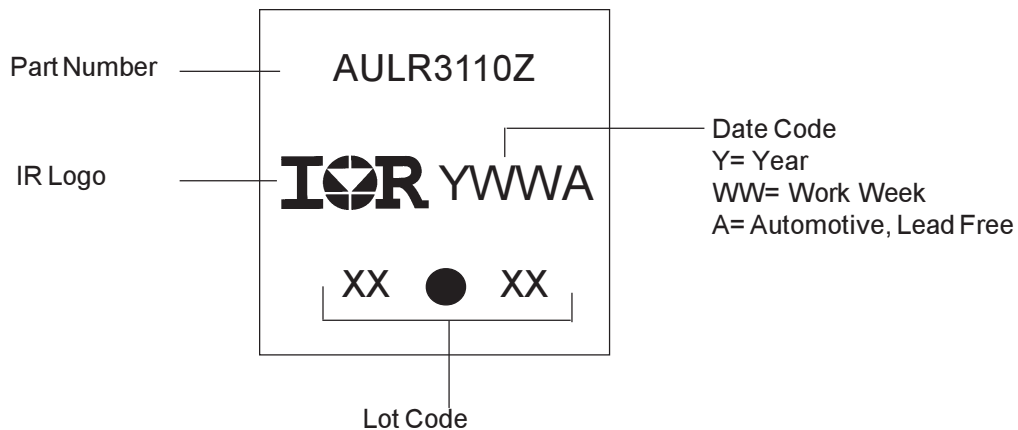 Part Number
AULR3110Z
IR Logo
IOR YWWA
Date Code
Y= Year
WW= Work Week
A= Automotive, Lead Free
XX XX
Lot Code